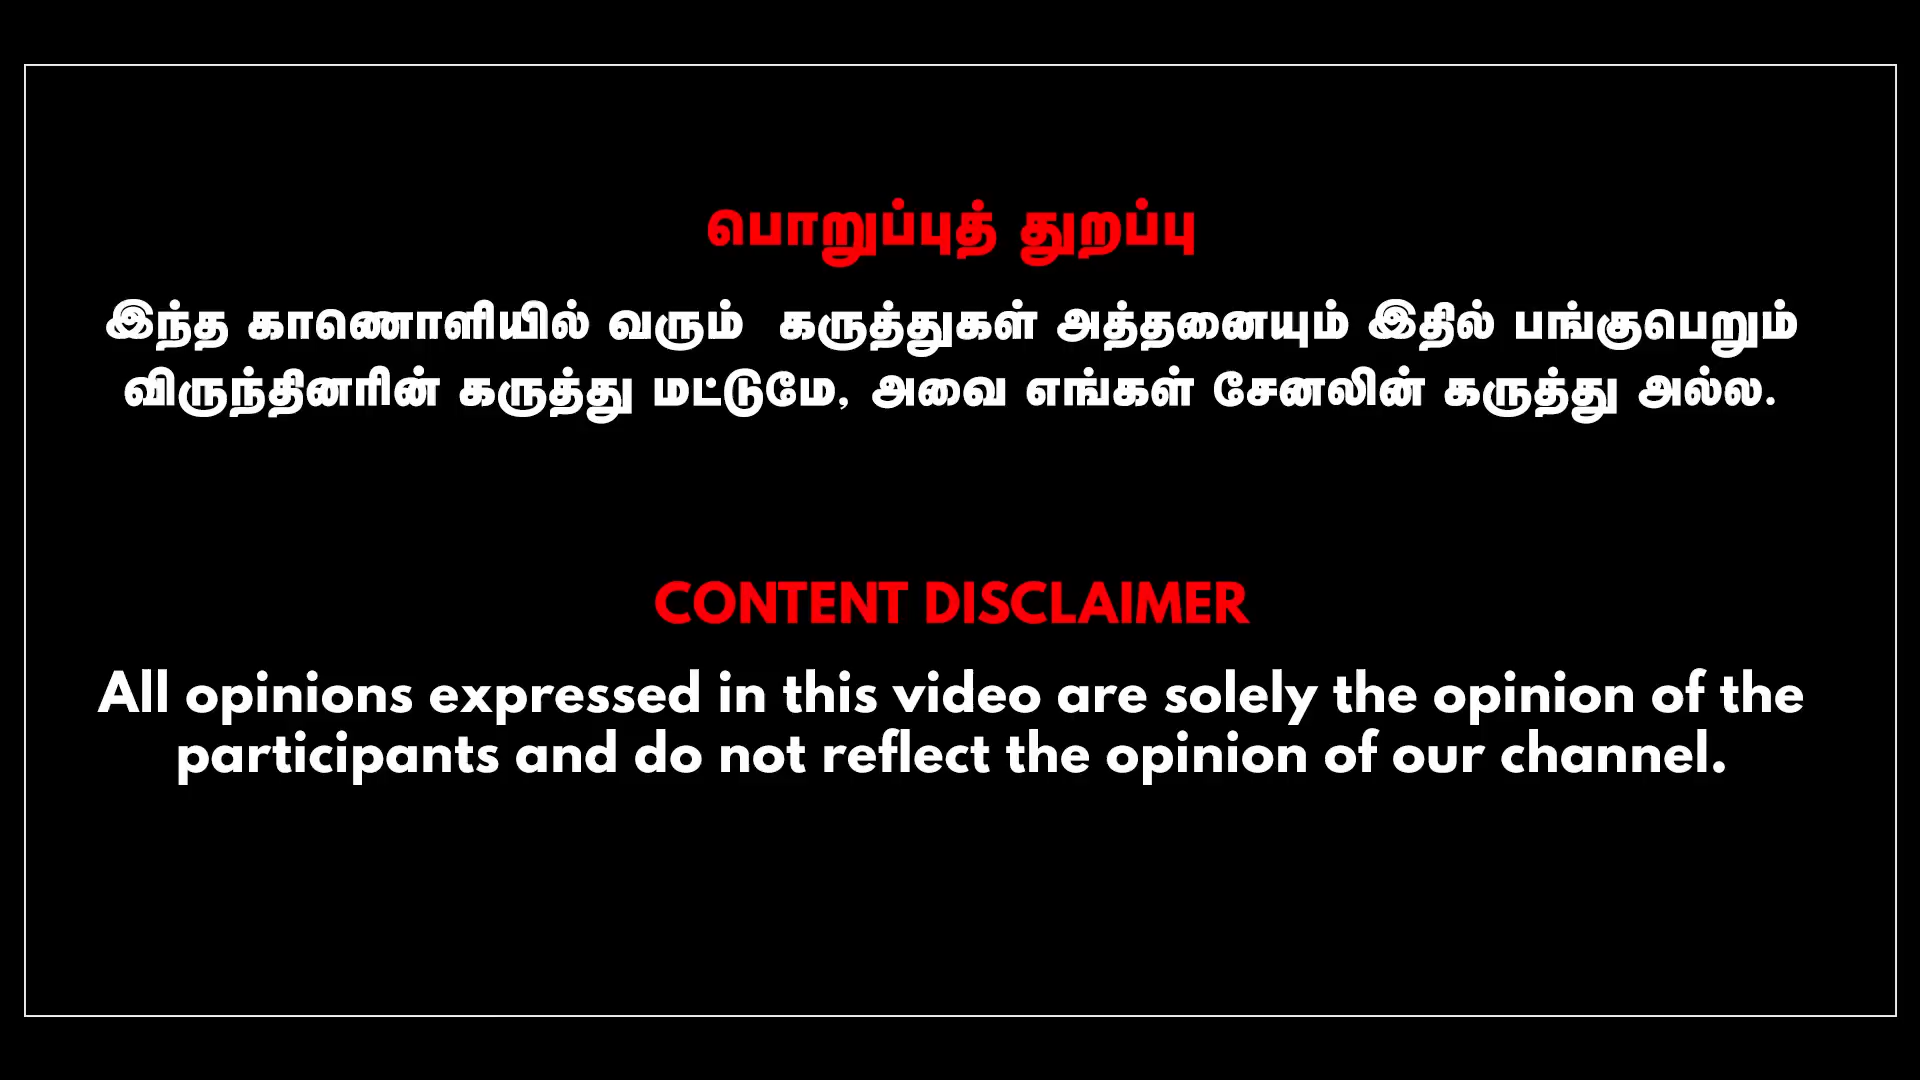 பொறுப்புத் துறப்பு
இந்த காணொளியில் வரும் கருத்துகள் அத்தனையும் இதில் பங்குபெறும்
விருந்தினரின் கருத்து மட்டுமே, அவை எங்கள் சேனலின் கருத்து அல்ல.
CONTENT DISCLAIMER
All opinions expressed in this video are solely the opinion of the
participants and do not reflect the opinion of our channel.